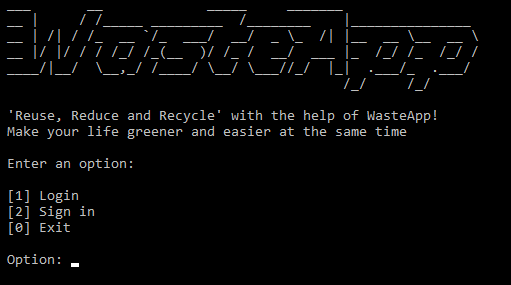 WasteApp
'Reuse, Reduce and Recycle' with the help of WasteApp!
Make your life greener and easier at the same time
Enter an option:
[1] Login
[2] Sign in
[0] Exit
Option: